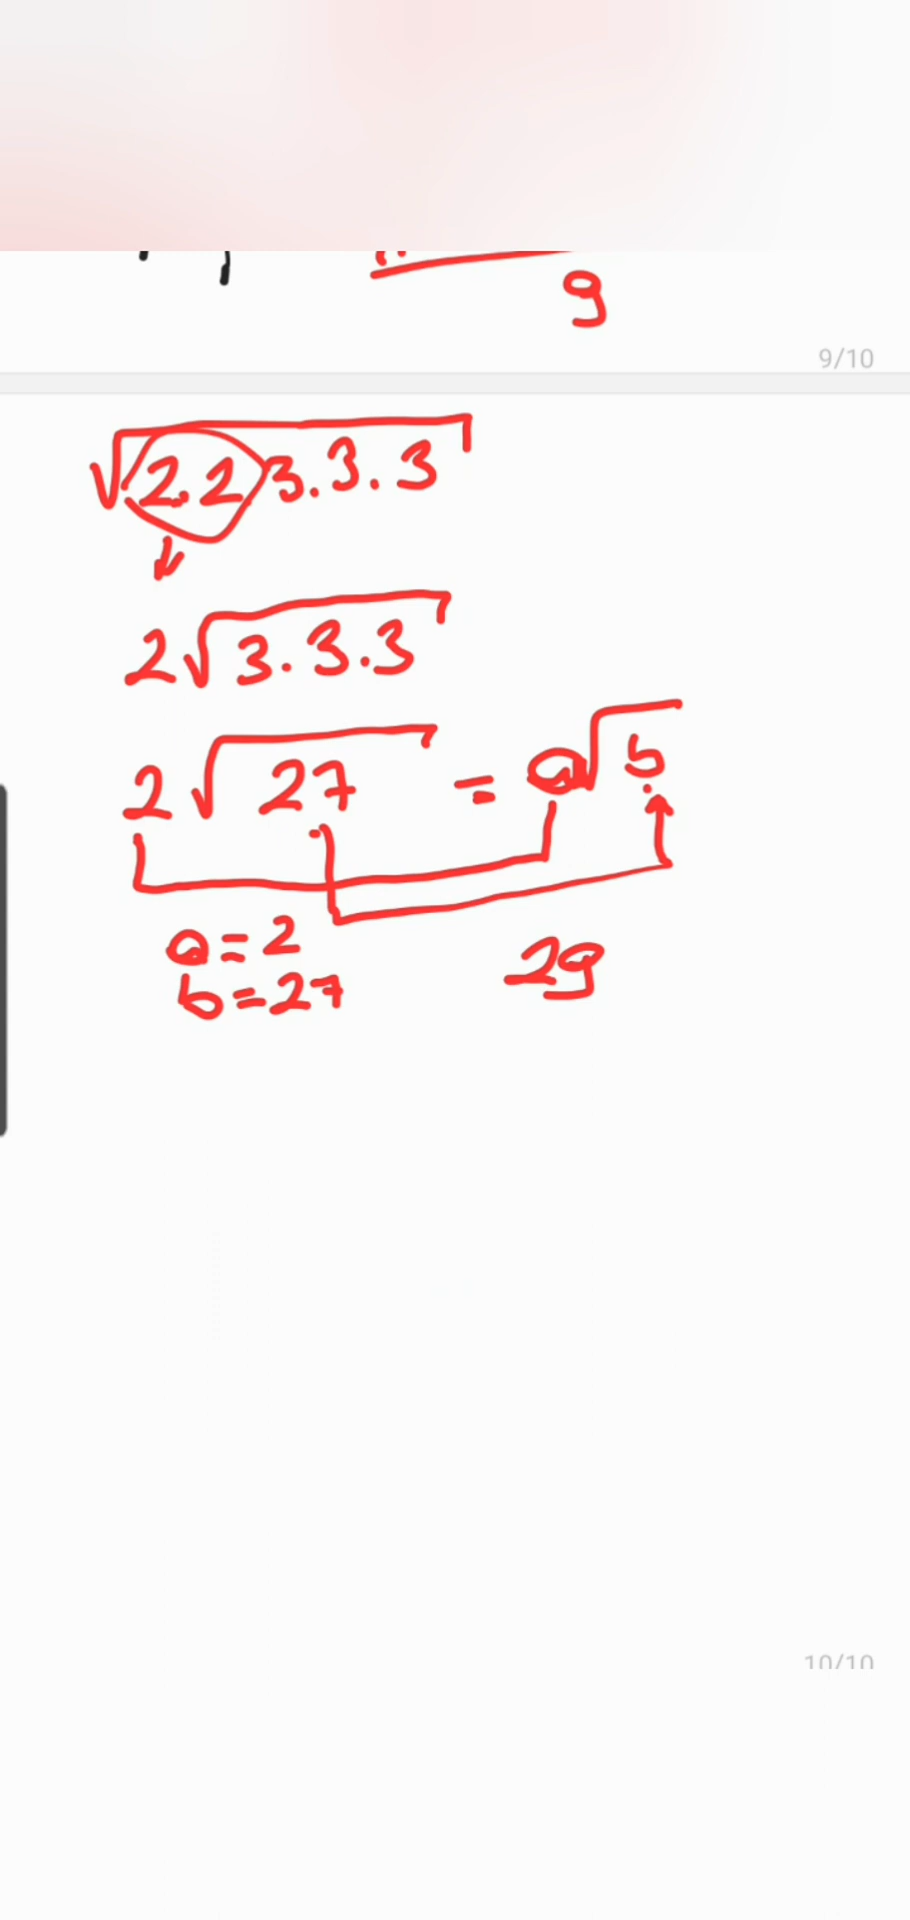 9
9/10
√2.2 3.3.3
2√3.3.3
2√27 = a√b
a=2
b=27
29
10/10